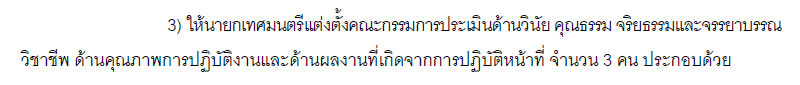 3) ให้นายกเทศมนตรีแต่งตั้งคณะกรรมการประเมินด้านวินัย คุณธรรม จริยธรรมและจรรยาบรรณ
วิชาชีพ ด้านคุณภาพการปฏิบัติงานและด้านผลงานที่เกิดจากการปฏิบัติหน้าที่ จำนวน 3 คน ประกอบด้วย